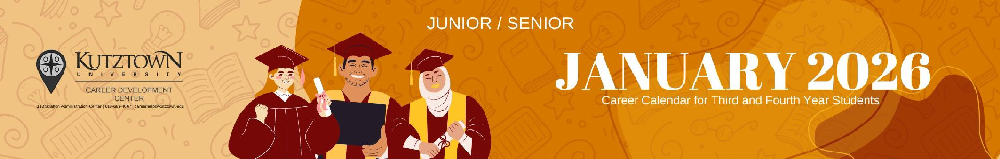 JUNIOR / SENIOR
KUTZTOWN
UNIVERSITY
CAREER DEVELOPMENT
CENTER
113 Stratton Administration Center | 610-683-4067 | careerhelp@kutztown.edu
JANUARY 2026
Career Calendar for Third and Fourth Year Students